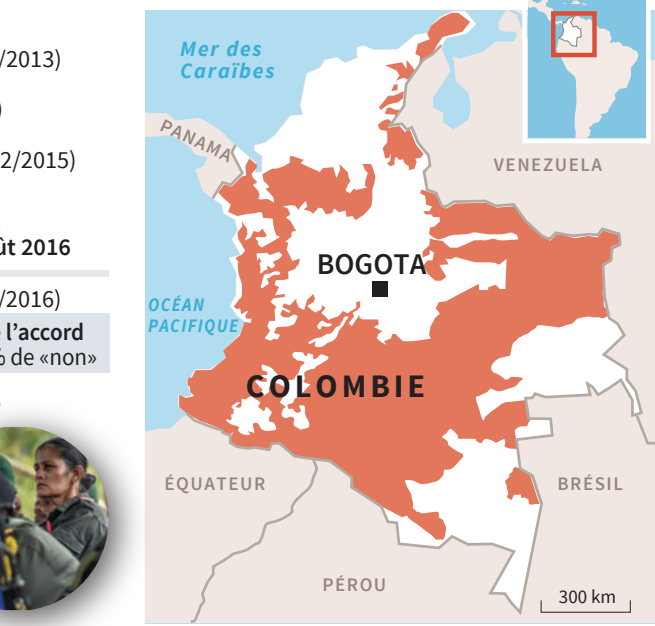 /2013)
)
2/2015)
ût 2016
/2016)
l’accord
% de «non»
Mer des
Caraïbes
PANAMA
VENEZUELA
BOGOTA
OCÉAN
PACIFIQUE
COLOMBIE
ÉQUATEUR
BRÉSIL
PÉROU
300 km